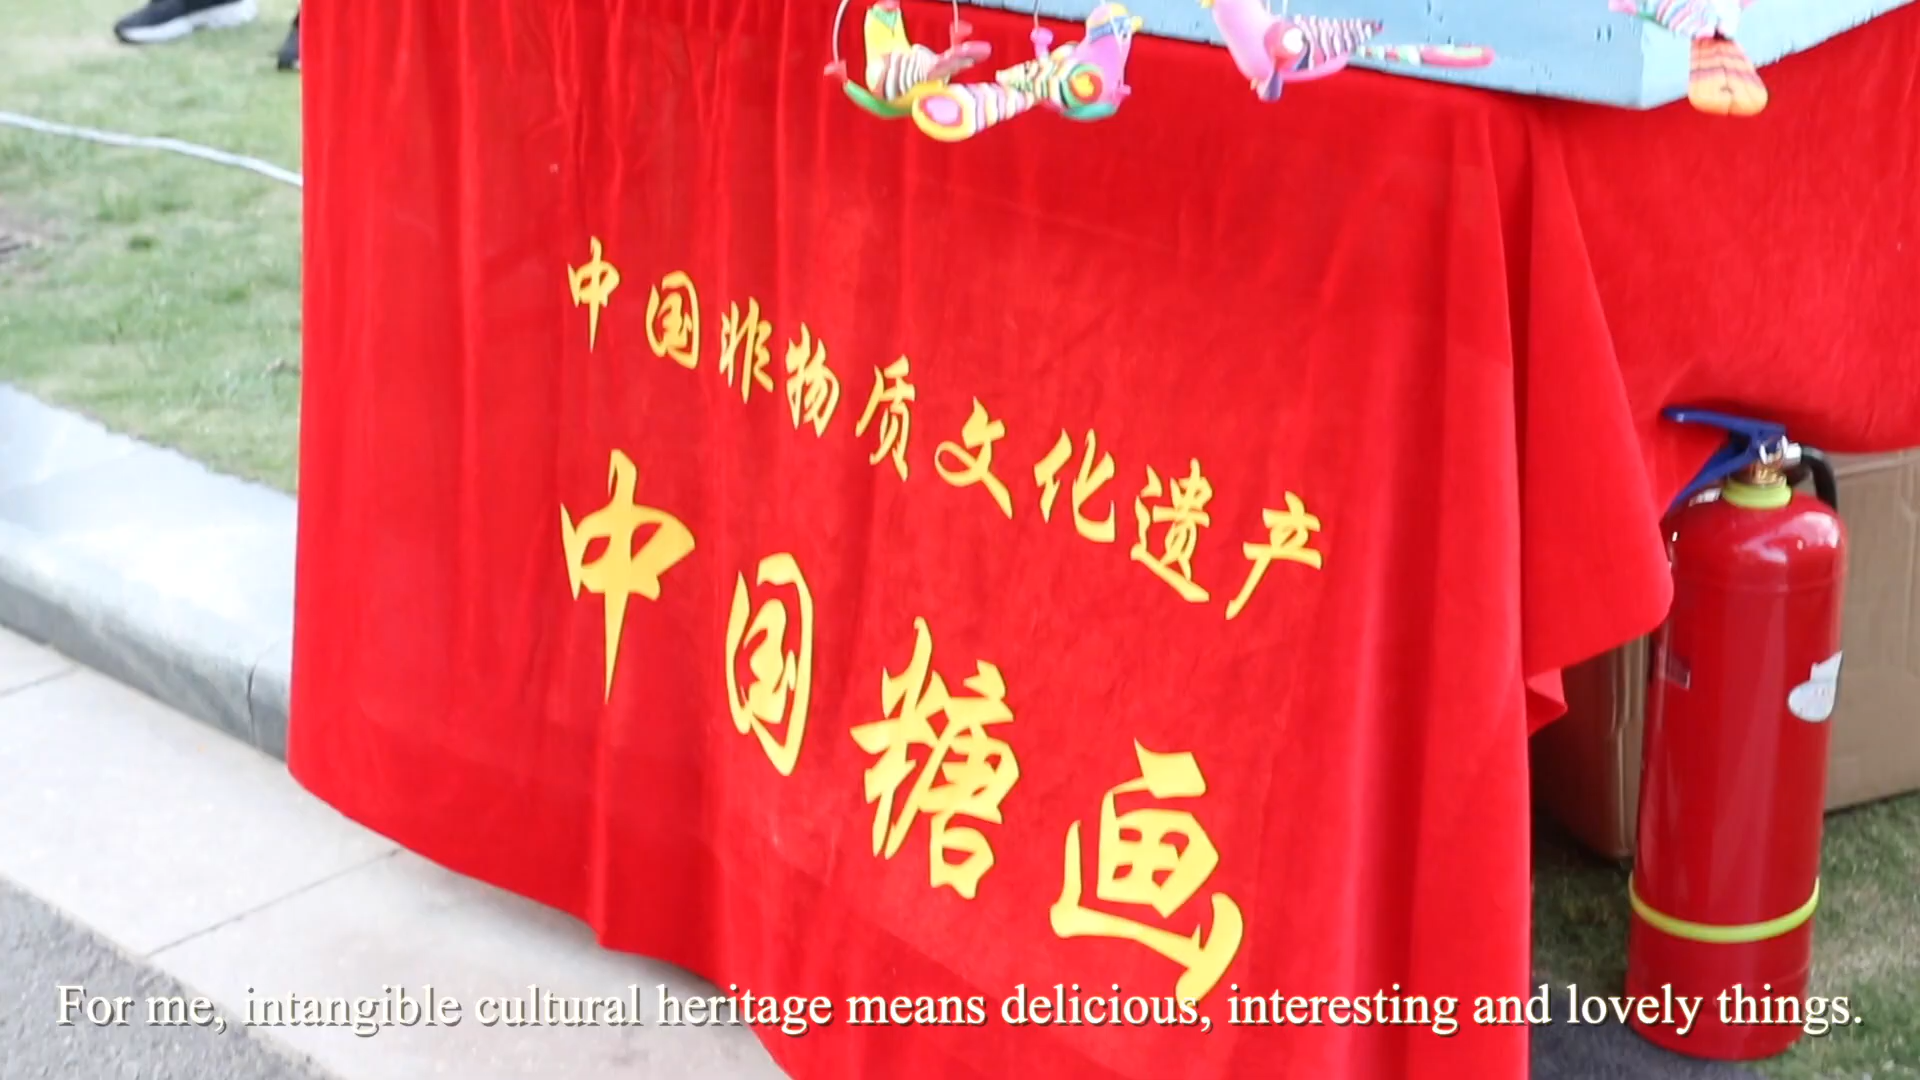 中国非物质文化遗产
中国糖画
For me, intangible cultural heritage means delicious, interesting and lovely things.